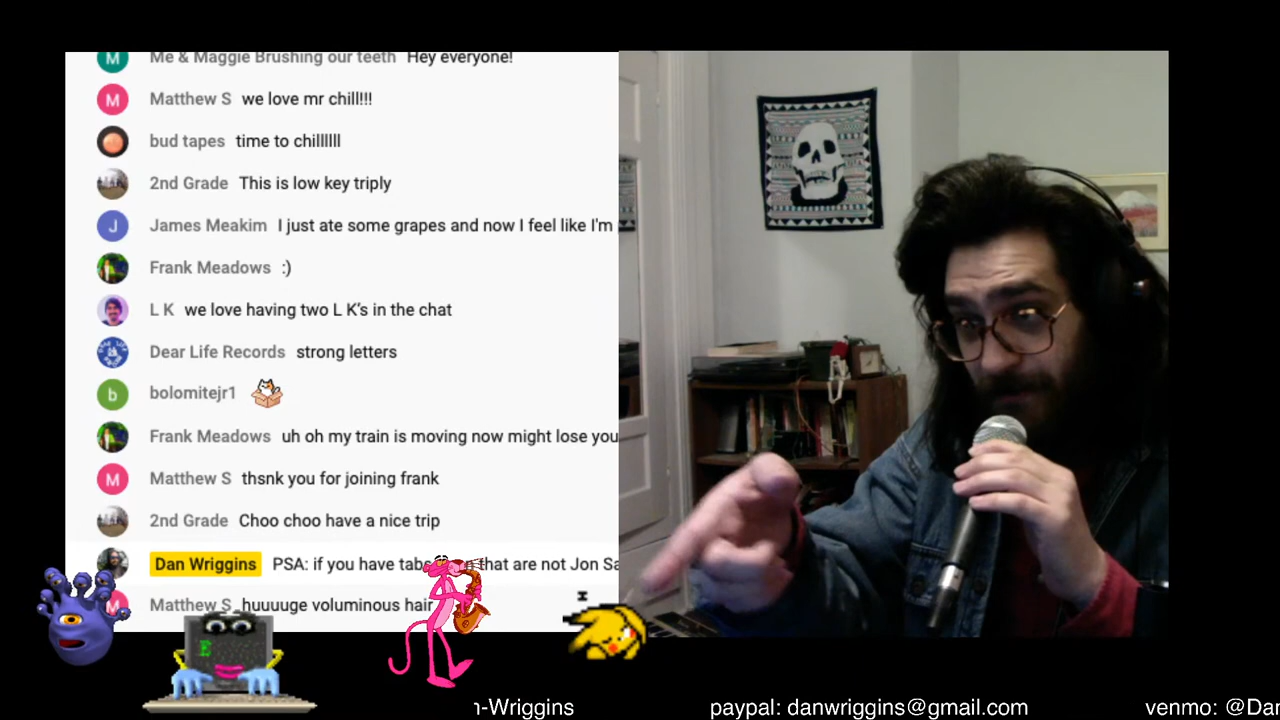 Me & Maggie Brushing our teeth Hey everyone!
M Matthew S we love mr chill!!!
bud tapes time to chillllllll
2nd Grade This is low key triply
J James Meakim I just ate some grapes and now I feel like I'm
Frank Meadows :)
L K we love having two L K's in the chat
Dear Life Records strong letters
b bolomitejr1
Frank Meadows uh oh my train is moving now might lose you
M Matthew S thsnk you for joining frank
2nd Grade Choo choo have a nice trip
Dan Wriggins PSA: if you have tabs that are not Jon Sa
Matthew S huuuuge voluminous hair
E
n-Wriggins paypal: danwriggins@gmail.com venmo: @Dan